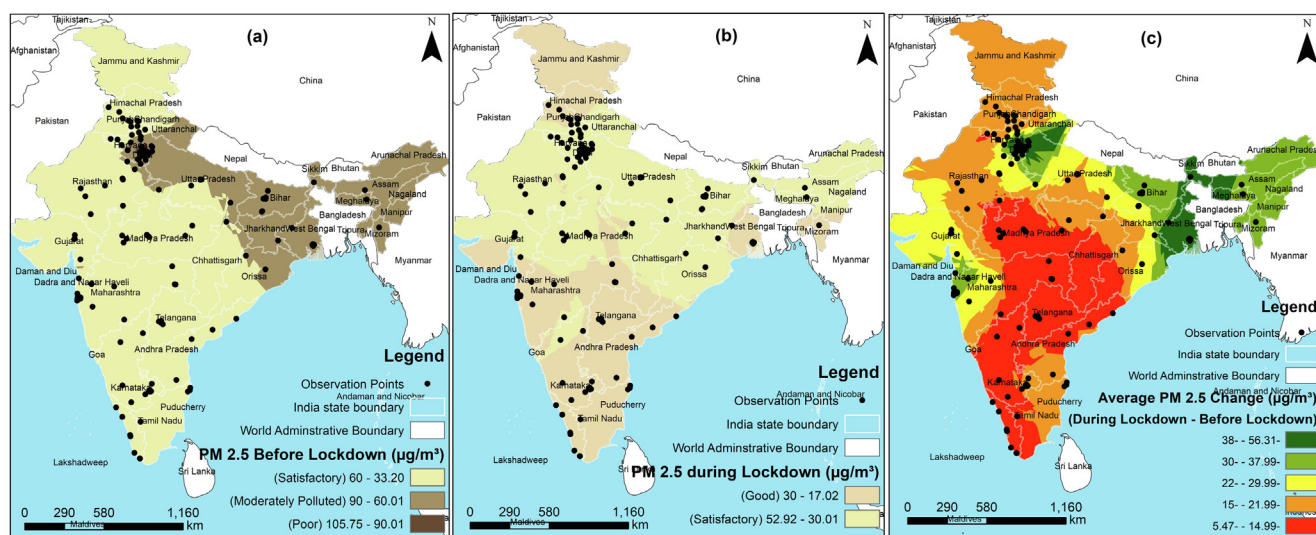 (a)
N
Tajikistan
Afghanistan
Jammu and Kashmir
China
Himachal Pradesh
Pakistan
Uttaranchal
Nepal
Arunachal Pradesh
Sikkim Bhutan
Rajasthan
Uttar Pradesh
Assam
Nagaland
Bihar
Meghalaya
Manipur
Bangladesh
Jharkhand West Bengal Tripura
Mizoram
Gujarat
Madhya Pradesh
Chhattisgarh
Myanmar
Daman and Diu
Orissa
Dadra and Nagar Haveli
Maharashtra
Telangana
Goa
Andhra Pradesh
Legend
Karnataka
Observation Points
Andaman and Nicobar
Puducherry
India state boundary
Tamil Nadu
World Adminstrative Boundary
PM 2.5 Before Lockdown (µg/m³)
Lakshadweep
Sri Lanka
(Satisfactory) 60 - 33.20
(Moderately Polluted) 90 - 60.01
0 290 580 1,160
km
Maldives
(Poor) 105.75 - 90.01
(b)
N
Tajikistan
Afghanistan
Jammu and Kashmir
China
Himachal Pradesh
Pakistan
Uttaranchal
Nepal
Arunachal Pradesh
Sikkim Bhutan
Rajasthan
Uttar Pradesh
Assam
Nagaland
Bihar
Meghalaya
Manipur
Bangladesh
Jharkhand West Bengal Tripura
Mizoram
Gujarat
Madhya Pradesh
Chhattisgarh
Myanmar
Daman and Diu
Orissa
Dadra and Nagar Haveli
Maharashtra
Telangana
Goa
Andhra Pradesh
Legend
Karnataka
Andaman and Nicobar
Observation Points
Puducherry
India state boundary
Tamil Nadu
World Adminstrative Boundary
Lakshadweep
PM 2.5 during Lockdown (µg/m³)
(Good) 30 - 17.02
0 290 580 1,160
km
Maldives
(Satisfactory) 52.92 - 30.01
(c)
N
Tajikistan
Afghanistan
Jammu and Kashmir
China
Himachal Pradesh
Pakistan
Uttaranchal
Nepal
Arunachal Pradesh
Sikkim Bhutan
Rajasthan
Uttar Pradesh
Assam
Nagaland
Bihar
Meghalaya
Manipur
Bangladesh
Jharkhand West Bengal Tripura
Mizoram
Gujarat
Madhya Pradesh
Chhattisgarh
Myanmar
Daman and Diu
Orissa
Dadra and Nagar Haveli
Maharashtra
Telangana
Legend
Observation Points
Goa
Andhra Pradesh
India state boundary
World Adminstrative Boundary
Karnataka
Andaman and Nicobar
Puducherry
Average PM 2.5 Change (µg/m³)
Tamil Nadu
(During Lockdown - Before Lockdown)
38- - 56.31-
Lakshadweep
Sri Lanka
30- - 37.99-
22- - 29.99-
0 290 580 1,160
15- - 21.99-
km
Maldives
5.47- - 14.99-